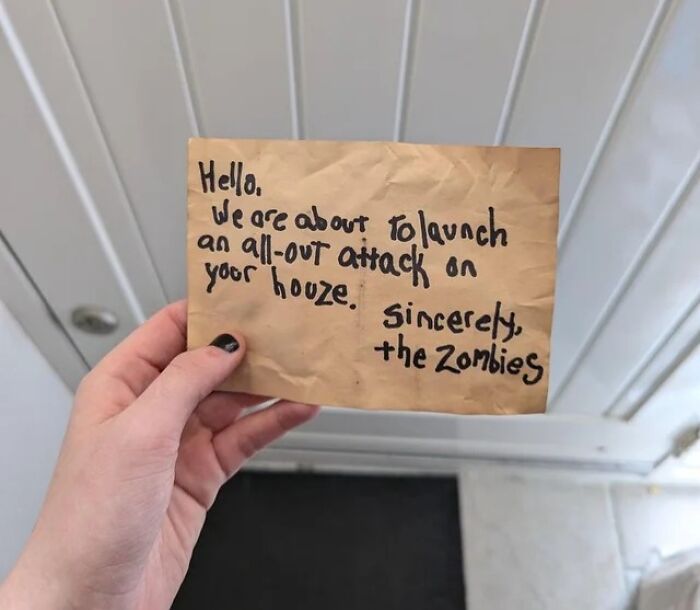 Hello,
We are about to launch
an all-out attack on
your houze.
sincerely,
the Zombies